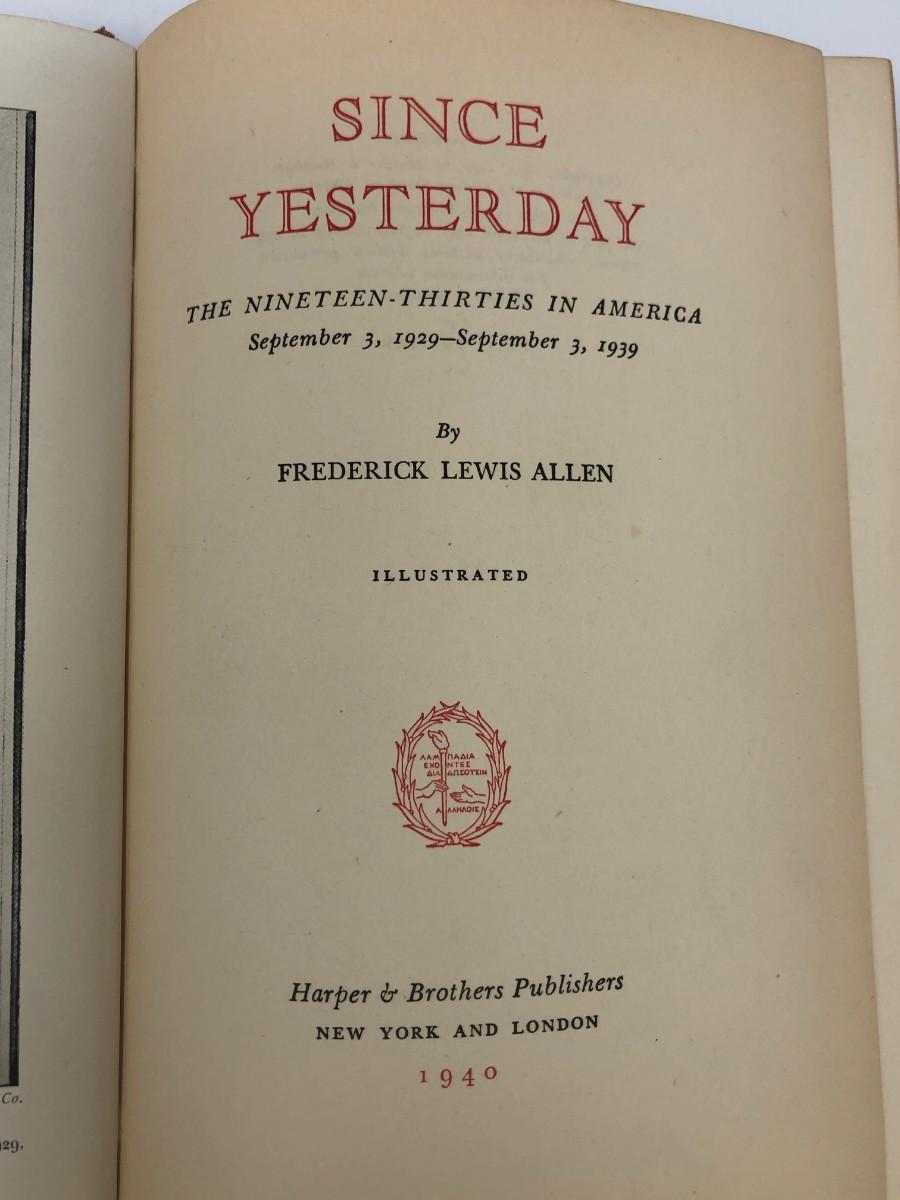 SINCE
YESTERDAY
THE NINETEEN-THIRTIES IN AMERICA
September 3, 1929—September 3, 1939
By
FREDERICK LEWIS ALLEN
ILLUSTRATED
ΛΑΜΠΑΔΙΑ
ΕΧΟΝΤΕΣ
ΔΙΑΔΩΣΟΥΣΙΝ
ΑΛΛΗΛΟΙΣ
Harper & Brothers Publishers
NEW YORK AND LONDON
1940
Co.
929.